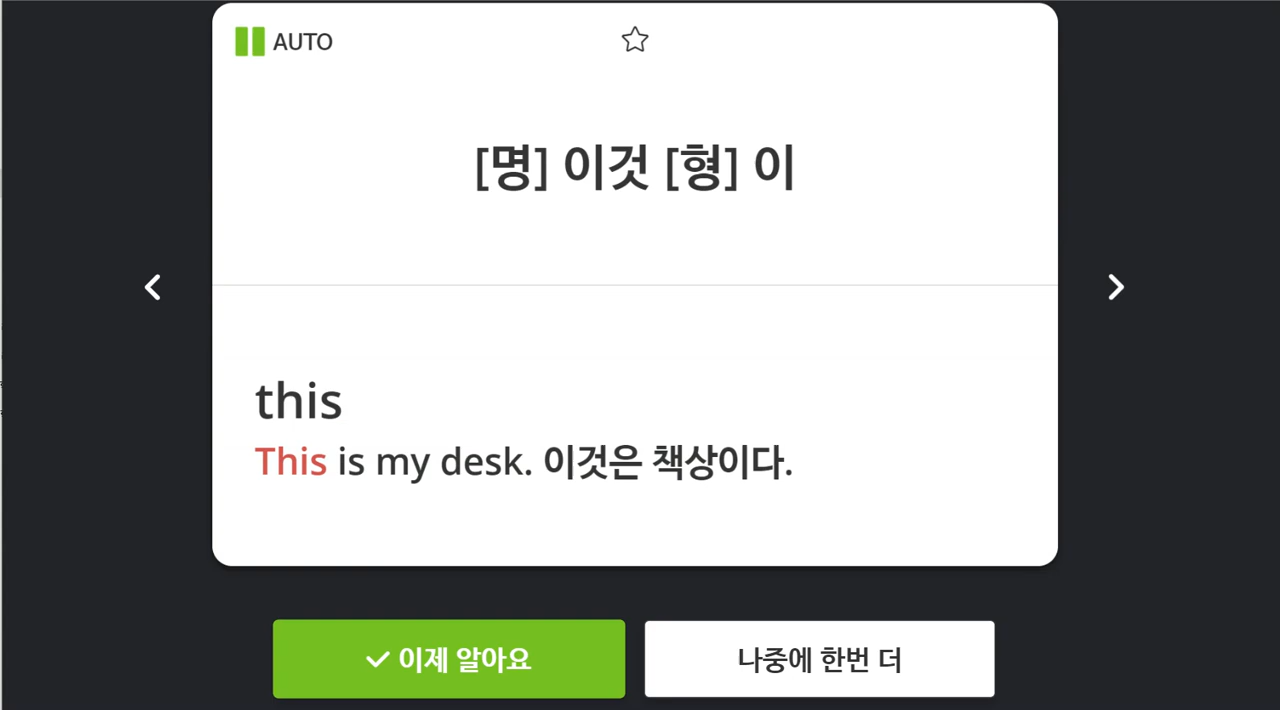 AUTO
[명] 이것 [형] 이
this
This is my desk. 이것은 책상이다.
이제 알아요
나중에 한번 더